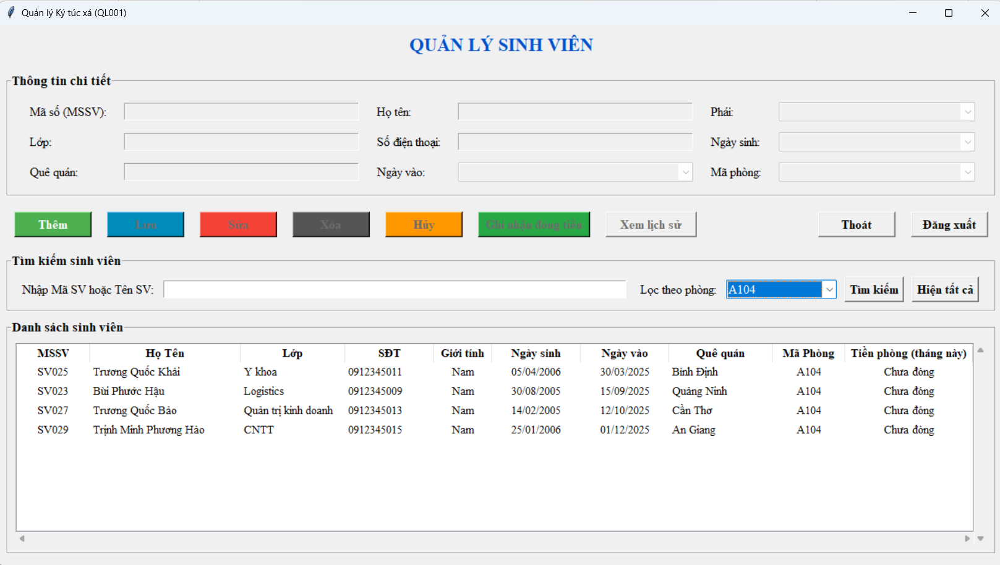 Quản lý Ký túc xá (QL001)
QUẢN LÝ SINH VIÊN
Thông tin chi tiết
Mã số (MSSV): Họ tên: Phái:
Lớp: Số điện thoại: Ngày sinh:
Quê quán: Ngày vào: Mã phòng:
Thêm Lưu Sửa Xóa Hủy Ghi nhận đóng tiền Xem lịch sử Thoát Đăng xuất
Tìm kiếm sinh viên
Nhập Mã SV hoặc Tên SV: Lọc theo phòng: A104 Tìm kiếm Hiện tất cả
Danh sách sinh viên
MSSV Họ Tên Lớp SĐT Giới tính Ngày sinh Ngày vào Quê quán Mã Phòng Tiền phòng (tháng này)
SV025 Trương Quốc Khải Y khoa 0912345011 Nam 05/04/2006 30/03/2025 Bình Định A104 Chưa đóng
SV023 Bùi Phước Hậu Logistics 0912345009 Nam 30/08/2005 15/09/2025 Quảng Ninh A104 Chưa đóng
SV027 Trương Quốc Bảo Quản trị kinh doanh 0912345013 Nam 14/02/2005 12/10/2025 Cần Thơ A104 Chưa đóng
SV029 Trịnh Minh Phương Hào CNTT 0912345015 Nam 25/01/2006 01/12/2025 An Giang A104 Chưa đóng